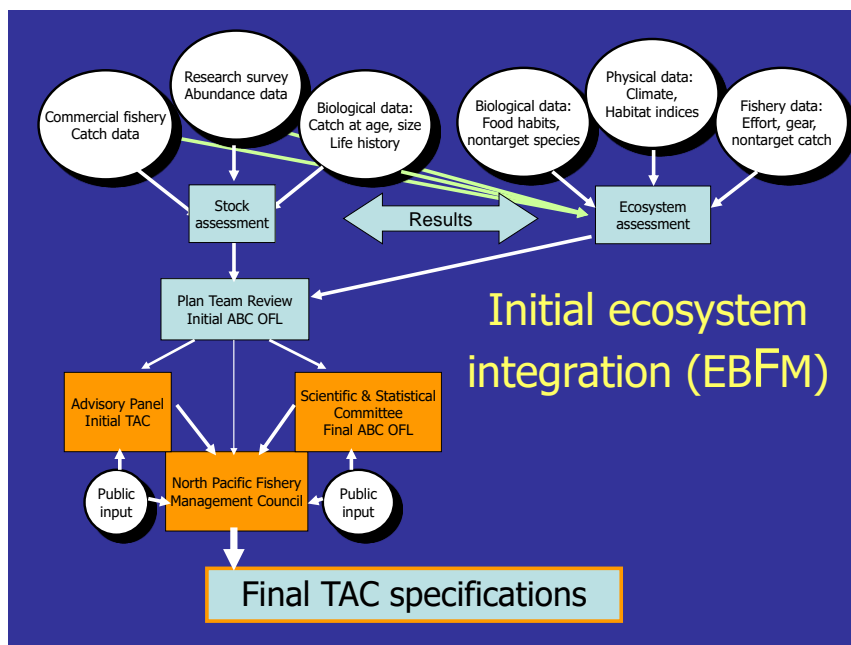 Commercial fishery
Catch data
Research survey
Abundance data
Biological data:
Catch at age, size
Life history
Biological data:
Food habits,
nontarget species
Physical data:
Climate,
Habitat indices
Fishery data:
Effort, gear,
nontarget catch
Stock
assessment
Results
Ecosystem
assessment
Plan Team Review
Initial ABC OFL
Initial ecosystem
integration (EBFM)
Advisory Panel
Initial TAC
Scientific & Statistical
Committee
Final ABC OFL
Public
input
North Pacific Fishery
Management Council
Public
input
Final TAC specifications